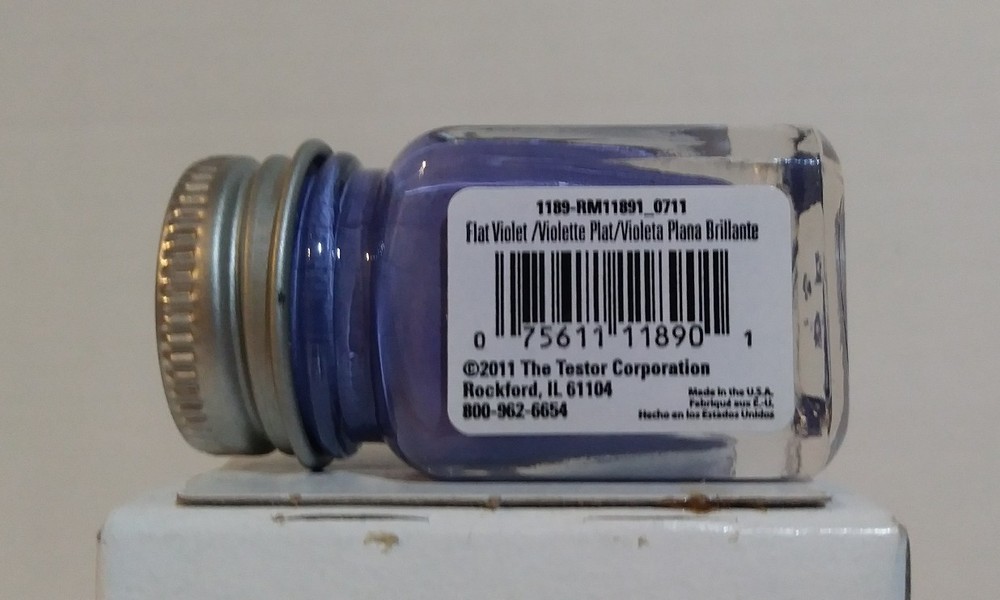 1189-RM11891_0711
Flat Violet /Violette Plat/Violeta Plana Brillante
0 75611 11890 1
©2011 The Testor Corporation
Rockford, IL 61104
800-962-6654
Made in the U.S.A.
Fabriqué aux É.-U.
Hecho en los Estados Unidos